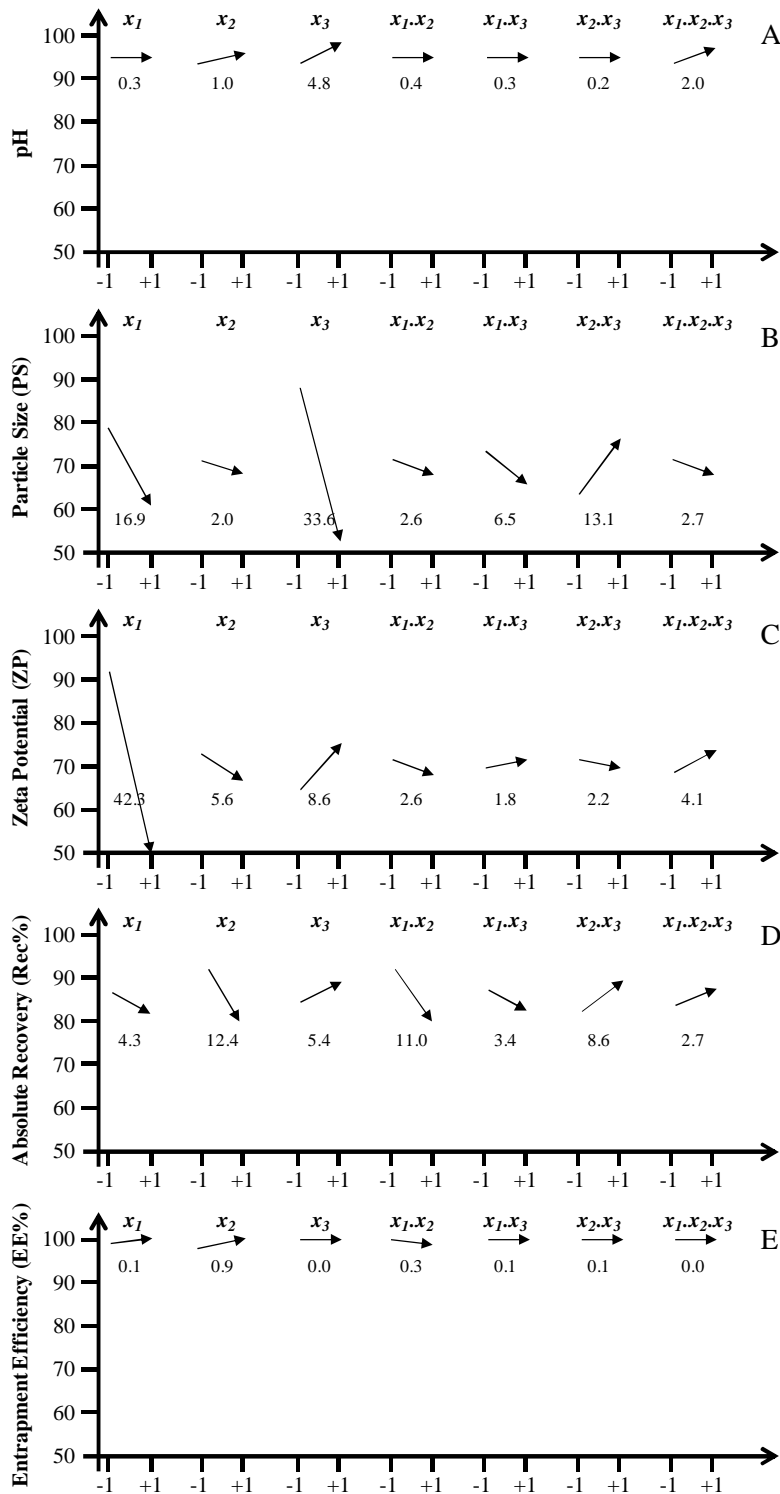 x1 x2 x3 x1.x2 x1.x3 x2.x3 x1.x2.x3 A
100
90
0.3 1.0 4.8 0.4 0.3 0.2 2.0
80
pH
70
60
50
-1 +1 -1 +1 -1 +1 -1 +1 -1 +1 -1 +1 -1 +1
x1 x2 x3 x1.x2 x1.x3 x2.x3 x1.x2.x3 B
100
90
80
Particle Size (PS)
70
60
16.9 2.0 33.6 2.6 6.5 13.1 2.7
50
-1 +1 -1 +1 -1 +1 -1 +1 -1 +1 -1 +1 -1 +1
x1 x2 x3 x1.x2 x1.x3 x2.x3 x1.x2.x3 C
100
90
80
Zeta Potential (ZP)
70
60
42.3 5.6 8.6 2.6 1.8 2.2 4.1
50
-1 +1 -1 +1 -1 +1 -1 +1 -1 +1 -1 +1 -1 +1
x1 x2 x3 x1.x2 x1.x3 x2.x3 x1.x2.x3 D
100
90
80
Absolute Recovery (Rec%)
4.3 12.4 5.4 11.0 3.4 8.6 2.7
70
60
50
-1 +1 -1 +1 -1 +1 -1 +1 -1 +1 -1 +1 -1 +1
x1 x2 x3 x1.x2 x1.x3 x2.x3 x1.x2.x3 E
100
0.1 0.9 0.0 0.3 0.1 0.1 0.0
90
80
Entrapment Efficiency (EE%)
70
60
50
-1 +1 -1 +1 -1 +1 -1 +1 -1 +1 -1 +1 -1 +1